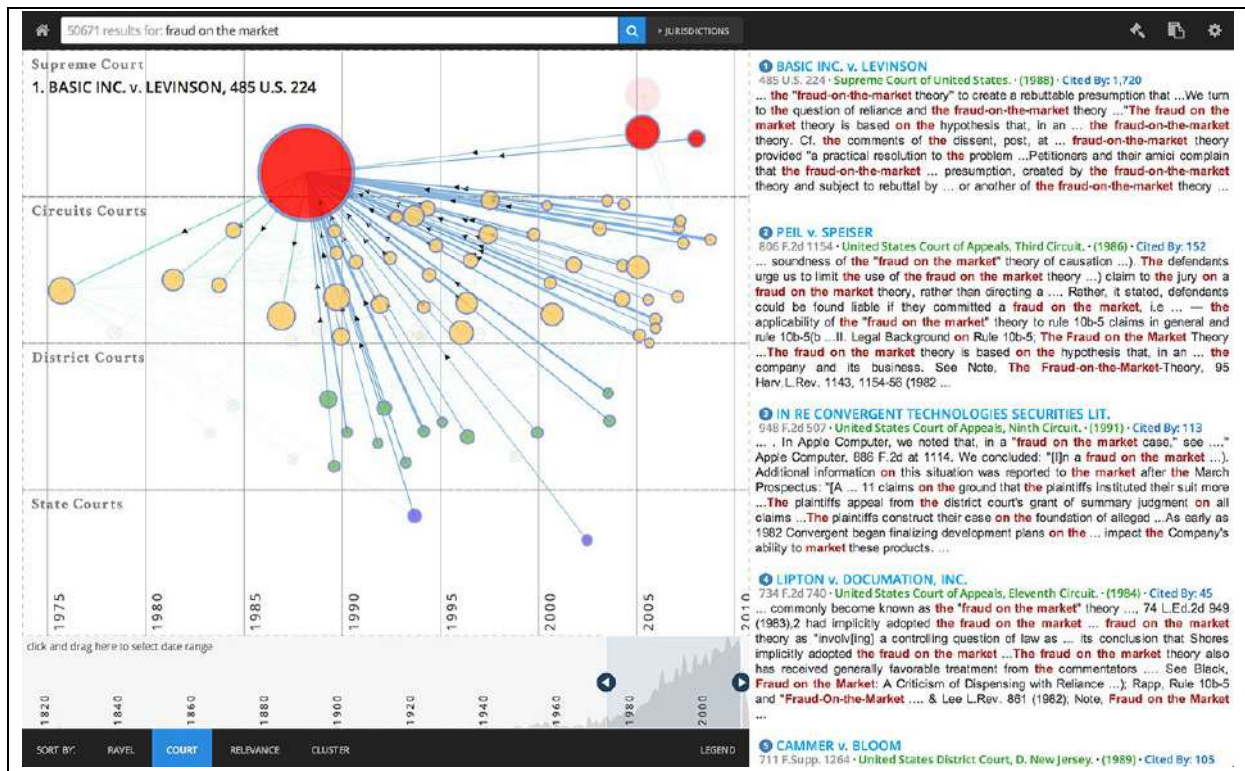 50671 results for: fraud on the market
+ JURISDICTIONS
Supreme Court
1. BASIC INC. v. LEVINSON, 485 U.S. 224
Circuits Courts
District Courts
State Courts
1975
1980
1985
1990
1995
2000
2005
2010
click and drag here to select date range
1820
1840
1860
1880
1900
1920
1940
1960
1980
2000
SORT BY:
RAVEL
COURT
RELEVANCE
CLUSTER
LEGEND
1 BASIC INC. v. LEVINSON
485 U.S. 224 · Supreme Court of United States. · (1988) · Cited By: 1,720
... the "fraud-on-the-market theory" to create a rebuttable presumption that ...We turn
to the question of reliance and the fraud-on-the-market theory ..."The fraud on the
market theory is based on the hypothesis that, in an ... the fraud-on-the-market
theory. Cf. the comments of the dissent, post, at ... fraud-on-the-market theory
provided "a practical resolution to the problem ...Petitioners and their amici complain
that the fraud-on-the-market ... presumption, created by the fraud-on-the-market
theory and subject to rebuttal by ... or another of the fraud-on-the-market theory ...
2 PEIL v. SPEISER
806 F.2d 1154 · United States Court of Appeals, Third Circuit. · (1986) · Cited By: 152
... soundness of the "fraud on the market" theory of causation ...). The defendants
urge us to limit the use of the fraud on the market theory ...) claim to the jury on a
fraud on the market theory, rather than directing a .... Rather, it stated, defendants
could be found liable if they committed a fraud on the market, i.e ... — the
applicability of the "fraud on the market" theory to rule 10b-5 claims in general and
rule 10b-5(b ...II. Legal Background on Rule 10b-5; The Fraud on the Market Theory
...The fraud on the market theory is based on the hypothesis that, in an ... the
company and its business. See Note, The Fraud-on-the-Market-Theory, 95
Harv.L.Rev. 1143, 1154-56 (1982 ...
3 IN RE CONVERGENT TECHNOLOGIES SECURITIES LIT.
948 F.2d 507 · United States Court of Appeals, Ninth Circuit. · (1991) · Cited By: 113
... . In Apple Computer, we noted that, in a "fraud on the market case," see ...."
Apple Computer, 886 F.2d at 1114. We concluded: "[I]n a fraud on the market ...).
Additional information on this situation was reported to the market after the March
Prospectus: "[A ... 11 claims on the ground that the plaintiffs instituted their suit more
...The plaintiffs appeal from the district court's grant of summary judgment on all
claims ...The plaintiffs construct their case on the foundation of alleged ...As early as
1982 Convergent began finalizing development plans on the ... impact the Company's
ability to market these products. ...
4 LIPTON v. DOCUMATION, INC.
734 F.2d 740 · United States Court of Appeals, Eleventh Circuit. · (1984) · Cited By: 45
... commonly become known as the "fraud on the market" theory ..., 74 L.Ed.2d 949
(1983),2 had implicitly adopted the fraud on the market ... fraud on the market
theory as "involv[ing] a controlling question of law as ... its conclusion that Shores
implicitly adopted the fraud on the market ...The fraud on the market theory also
has received generally favorable treatment from the commentators .... See Black,
Fraud on the Market: A Criticism of Dispensing with Reliance ...); Rapp, Rule 10b-5
and "Fraud-On-the-Market .... & Lee L.Rev. 861 (1982); Note, Fraud on the Market
...
5 CAMMER v. BLOOM
711 F.Supp. 1264 · United States District Court, D. New Jersey. · (1989) · Cited By: 105